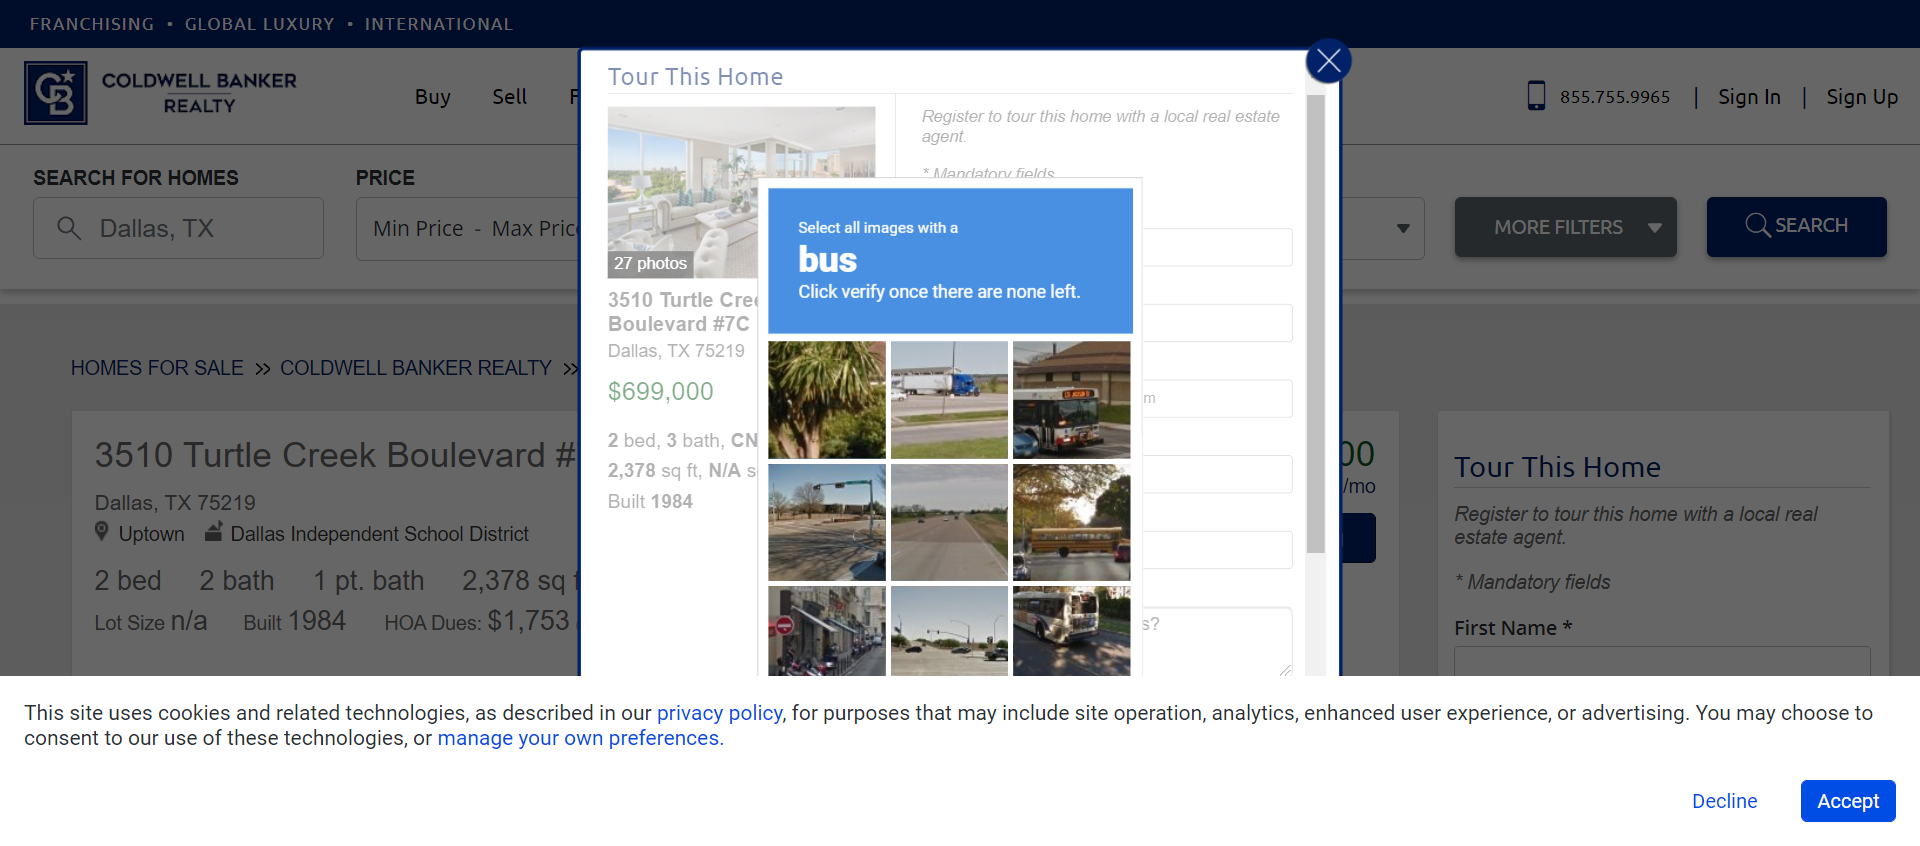 FRANCHISING • GLOBAL LUXURY • INTERNATIONAL
CB
COLDWELL BANKER
REALTY
Buy
Sell
F
855.755.9965 | Sign In | Sign Up
SEARCH FOR HOMES
Dallas, TX
PRICE
Min Price - Max Pric
MORE FILTERS
SEARCH
HOMES FOR SALE » COLDWELL BANKER REALTY »
3510 Turtle Creek Boulevard #
Dallas, TX 75219
Uptown
Dallas Independent School District
2 bed 2 bath 1 pt. bath 2,378 sq
Lot Size n/a Built 1984 HOA Dues: $1,753
00
/mo
Tour This Home
27 photos
3510 Turtle Cree
Boulevard #7C
Dallas, TX 75219
$699,000
2 bed, 3 bath, CN
2,378 sq ft, N/A s
Built 1984
Register to tour this home with a local real estate
agent.
* Mandatory fields
m
s?
Select all images with a
bus
Click verify once there are none left.
Tour This Home
Register to tour this home with a local real
estate agent.
* Mandatory fields
First Name *
This site uses cookies and related technologies, as described in our privacy policy, for purposes that may include site operation, analytics, enhanced user experience, or advertising. You may choose to
consent to our use of these technologies, or manage your own preferences.
Decline
Accept